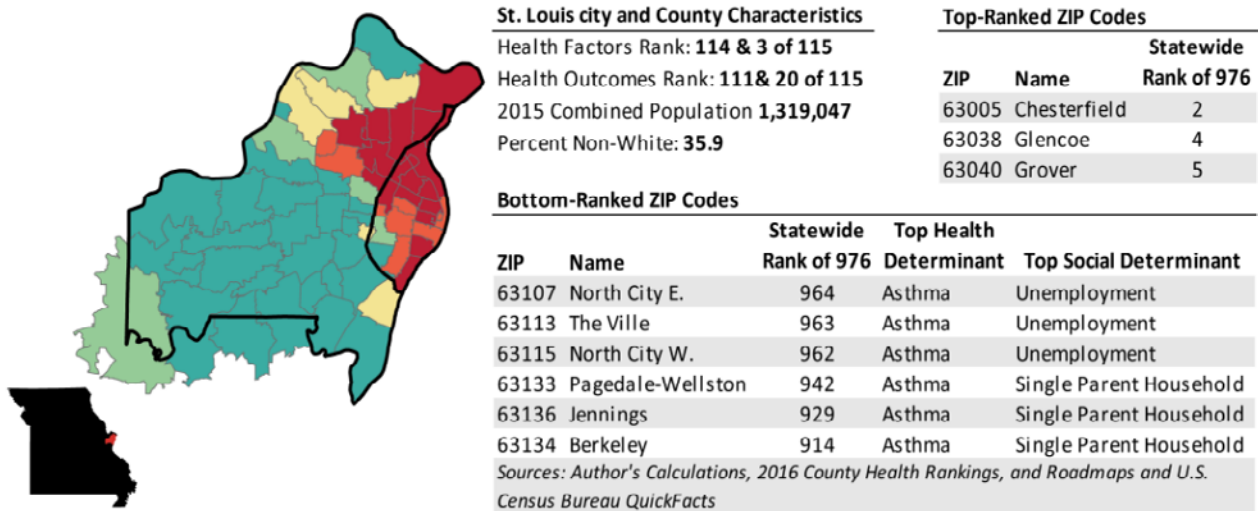 St. Louis city and County Characteristics
Health Factors Rank: 114 & 3 of 115
Health Outcomes Rank: 111& 20 of 115
2015 Combined Population 1,319,047
Percent Non-White: 35.9
Top-Ranked ZIP Codes
Statewide
ZIP Name Rank of 976
63005 Chesterfield 2
63038 Glencoe 4
63040 Grover 5
Bottom-Ranked ZIP Codes
Statewide Top Health
ZIP Name Rank of 976 Determinant Top Social Determinant
63107 North City E. 964 Asthma Unemployment
63113 The Ville 963 Asthma Unemployment
63115 North City W. 962 Asthma Unemployment
63133 Pagedale-Wellston 942 Asthma Single Parent Household
63136 Jennings 929 Asthma Single Parent Household
63134 Berkeley 914 Asthma Single Parent Household
Sources: Author's Calculations, 2016 County Health Rankings, and Roadmaps and U.S.
Census Bureau QuickFacts